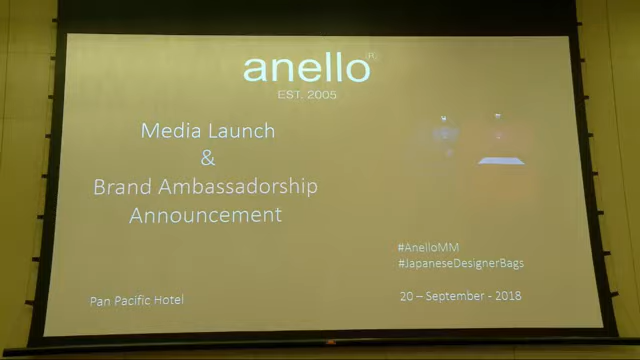 anello®
EST. 2005
Media Launch
&
Brand Ambassadorship
Announcement
#AnelloMM
#JapaneseDesignerBags
Pan Pacific Hotel
20 – September - 2018